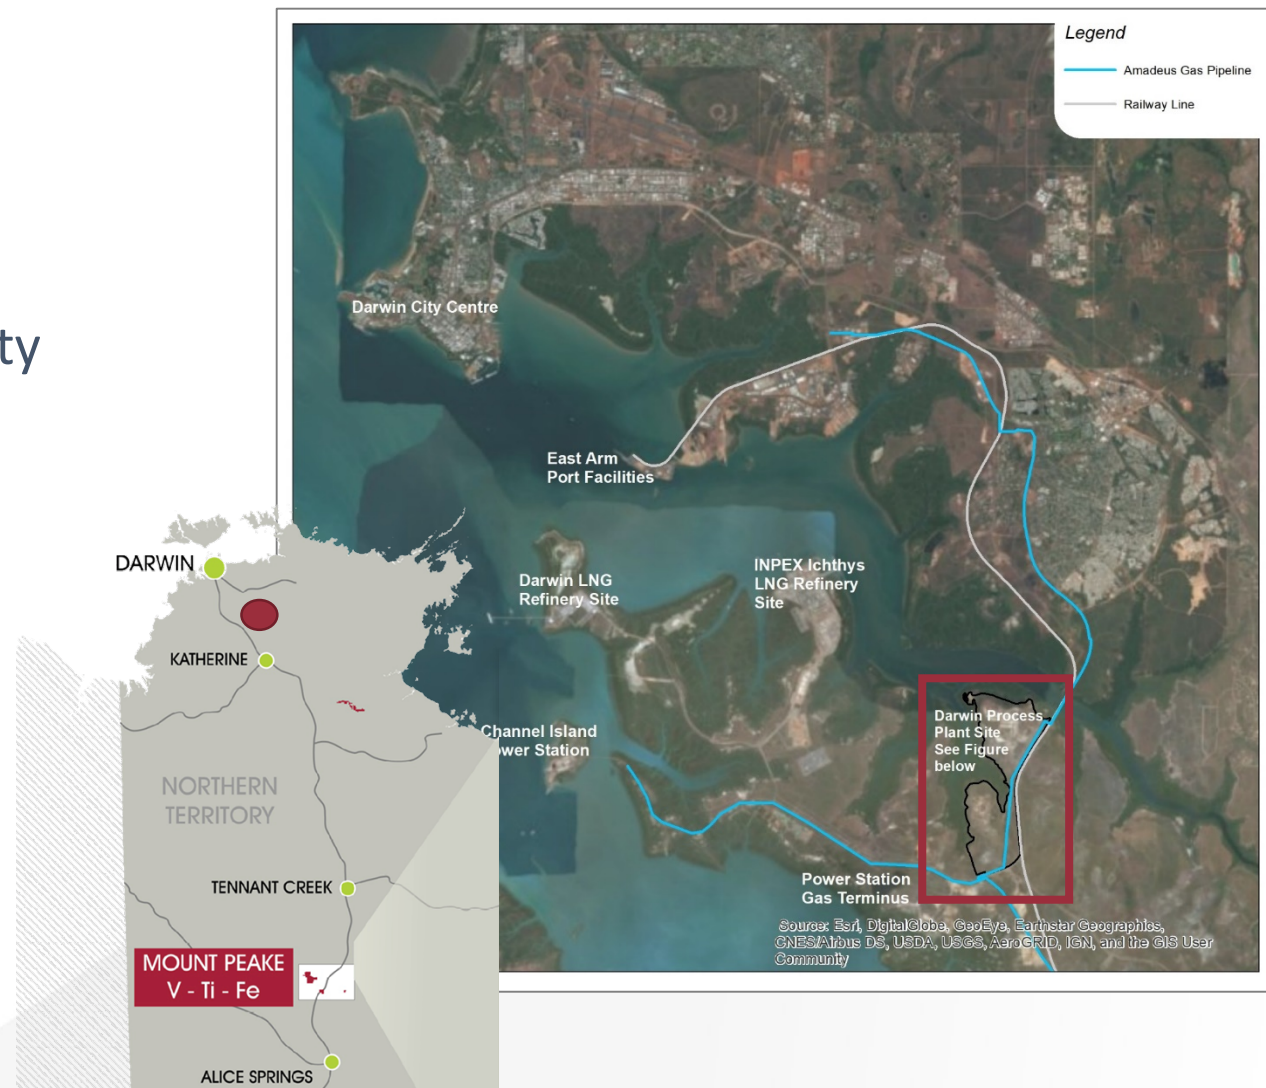 ty
Legend
Amadeus Gas Pipeline
Railway Line
Darwin City Centre
East Arm
Port Facilities
Darwin LNG
Refinery Site
INPEX Ichthys
LNG Refinery
Site
Channel Island
ower Station
Darwin Process
Plant Site
See Figure
below
Power Station
Gas Terminus
Source: Esri, DigitalGlobe, GeoEye, Earthstar Geographics,
CNES/Airbus DS, USDA, USGS, AeroGRID, IGN, and the GIS User
Community
DARWIN
KATHERINE
NORTHERN
TERRITORY
TENNANT CREEK
MOUNT PEAKE
V - Ti - Fe
ALICE SPRINGS